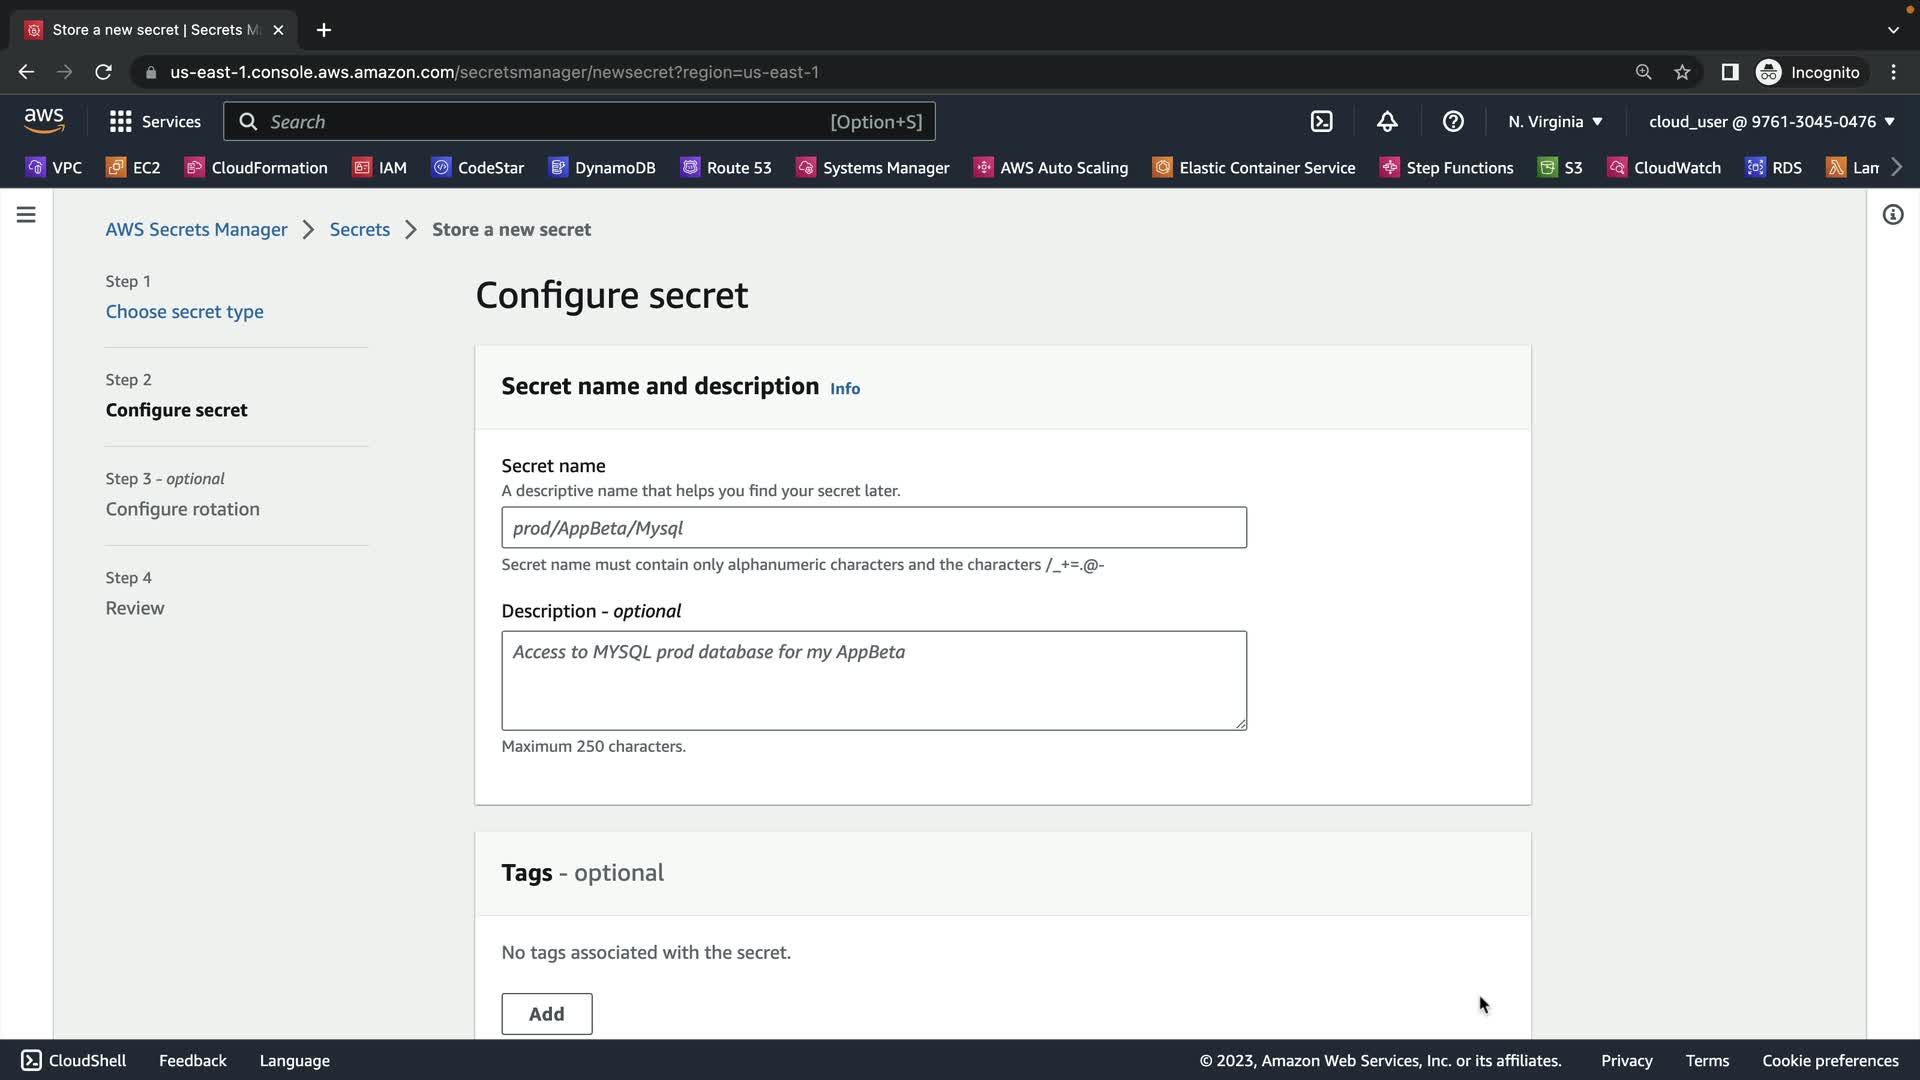 Store a new secret | Secrets M
us-east-1.console.aws.amazon.com/secretsmanager/newsecret?region=us-east-1
Incognito
aws
Services
Search
[Option+S]
N. Virginia
cloud_user @ 9761-3045-0476
VPC
EC2
CloudFormation
IAM
CodeStar
DynamoDB
Route 53
Systems Manager
AWS Auto Scaling
Elastic Container Service
Step Functions
S3
CloudWatch
RDS
Lam
AWS Secrets Manager
Secrets
Store a new secret
Step 1
Choose secret type
Step 2
Configure secret
Step 3 - optional
Configure rotation
Step 4
Review
Configure secret
Secret name and description Info
Secret name
A descriptive name that helps you find your secret later.
prod/AppBeta/Mysql
Secret name must contain only alphanumeric characters and the characters /_+=.@-
Description - optional
Access to MYSQL prod database for my AppBeta
Maximum 250 characters.
Tags - optional
No tags associated with the secret.
Add
CloudShell
Feedback
Language
© 2023, Amazon Web Services, Inc. or its affiliates.
Privacy
Terms
Cookie preferences